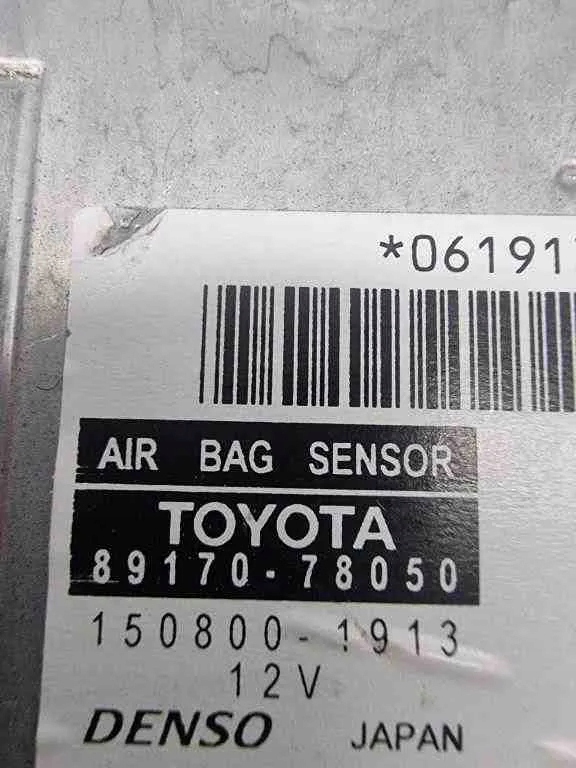 *06191
AIR BAG SENSOR
TOYOTA
89170-78050
150800-1913
12V
DENSO JAPAN